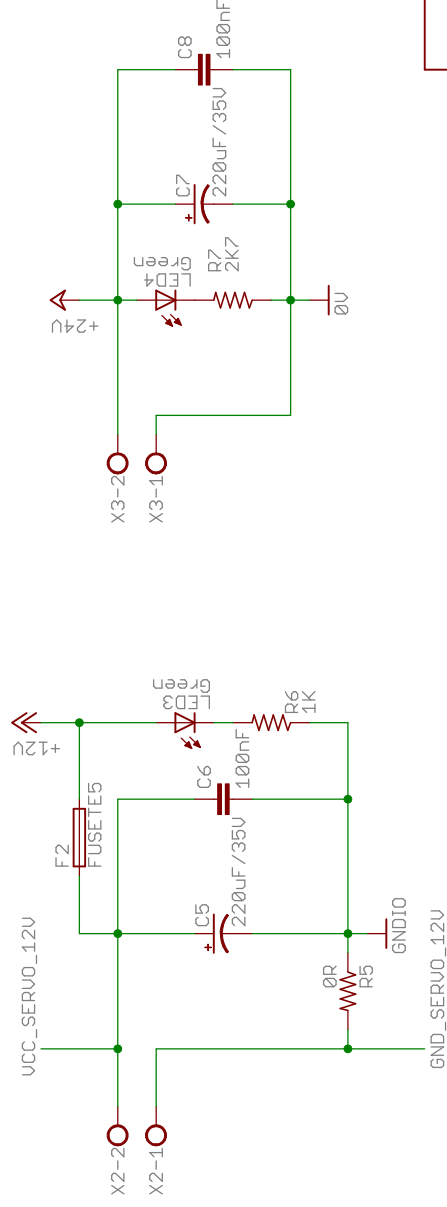 C8
100nF
C7
220uF/35V
LED4
Green
R7
2K7
+24V
0V
X3-2
X3-1
+12V
LED3
Green
R6
1K
C6
100nF
F2
FUSETE5
C5
220uF/35V
VCC_SERVO_12V
GNDIO
0R
R5
GND_SERVO_12V
X2-2
X2-1